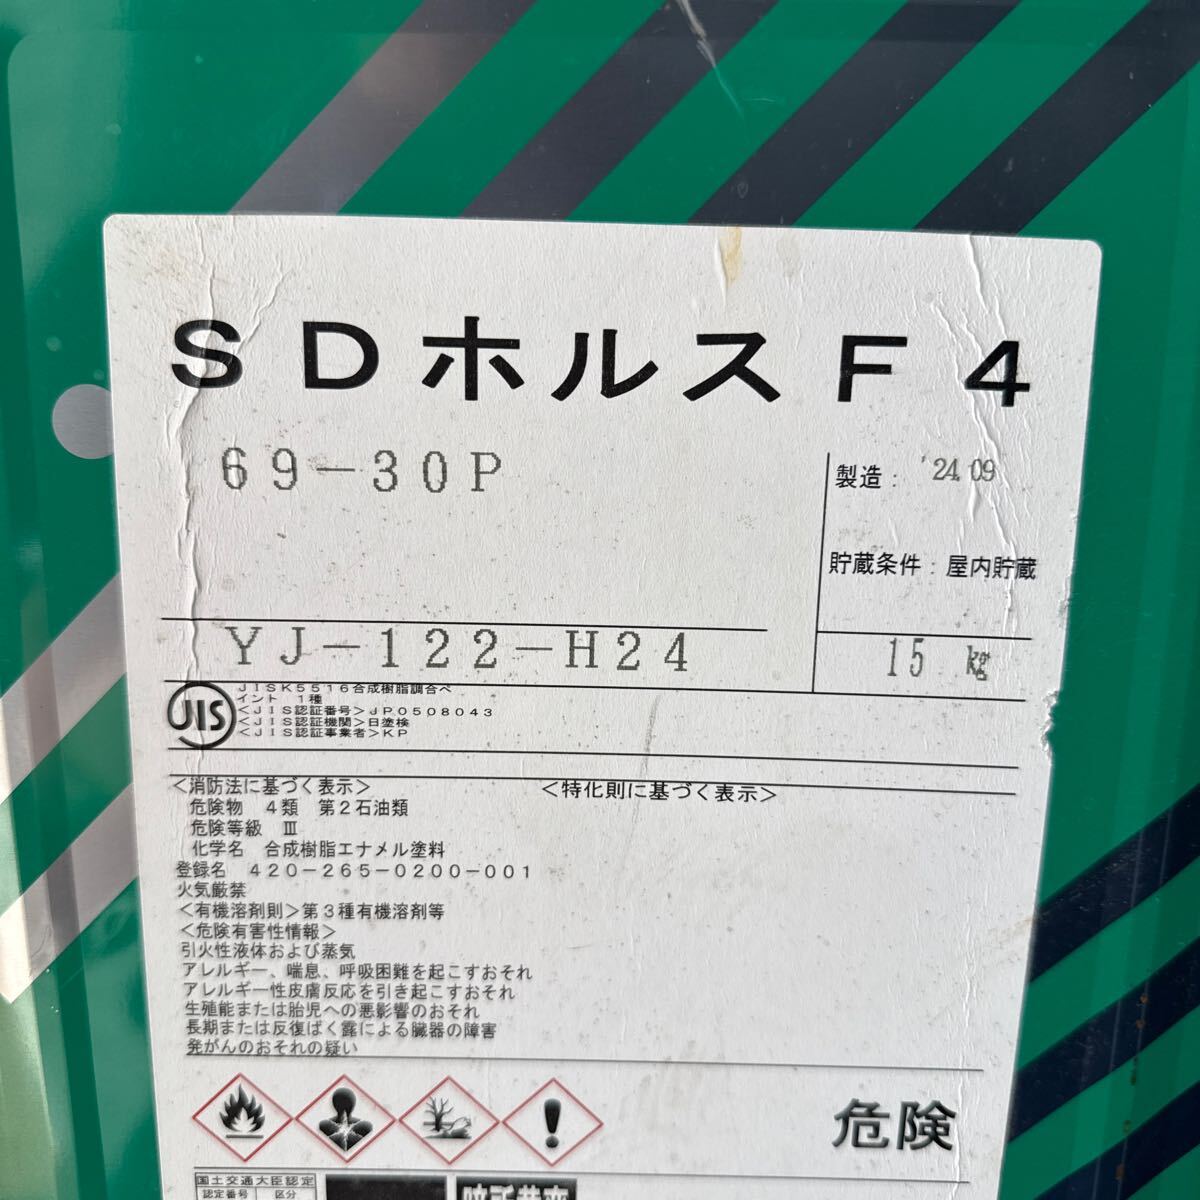 SDホルスF4
69-30P
製造: '24.09
貯蔵条件:屋内貯蔵
YJ-122-H24
15 kg
JIS
JISK5516合成樹脂調合ペ
イント 1種
<JIS認証番号>JP0508043
<JIS認証機関>日塗検
<JIS認証事業者>KP
<消防法に基づく表示>
<特化則に基づく表示>
危険物 4類 第2石油類
危険等級 Ⅲ
化学名 合成樹脂エナメル塗料
登録名 420-265-0200-001
火気厳禁
<有機溶剤則>第3種有機溶剤等
<危険有害性情報>
引火性液体および蒸気
アレルギー、喘息、呼吸困難を起こすおそれ
アレルギー性皮膚反応を引き起こすおそれ
生殖能または胎児への悪影響のおそれ
長期または反復ばく露による臓器の障害
発がんのおそれの疑い
危険
国土交通大臣認定
認定番号 区分